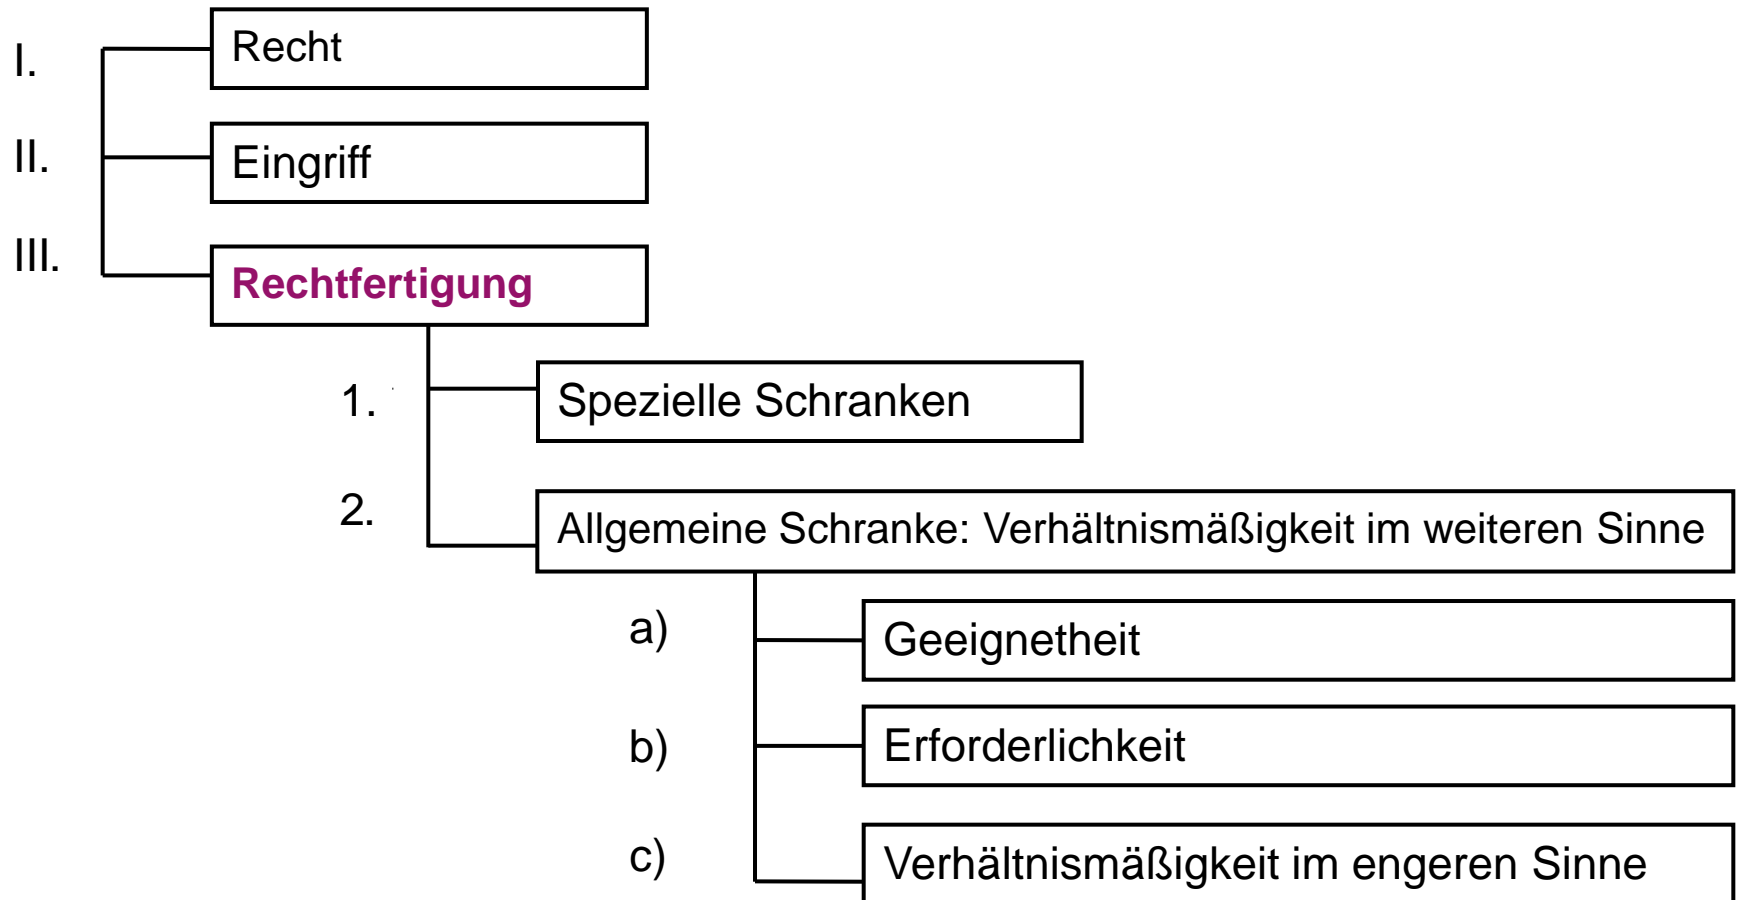 I. Recht
II. Eingriff
III. Rechtfertigung
1. Spezielle Schranken
2. Allgemeine Schranke: Verhältnismäßigkeit im weiteren Sinne
a) Geeignetheit
b) Erforderlichkeit
c) Verhältnismäßigkeit im engeren Sinne